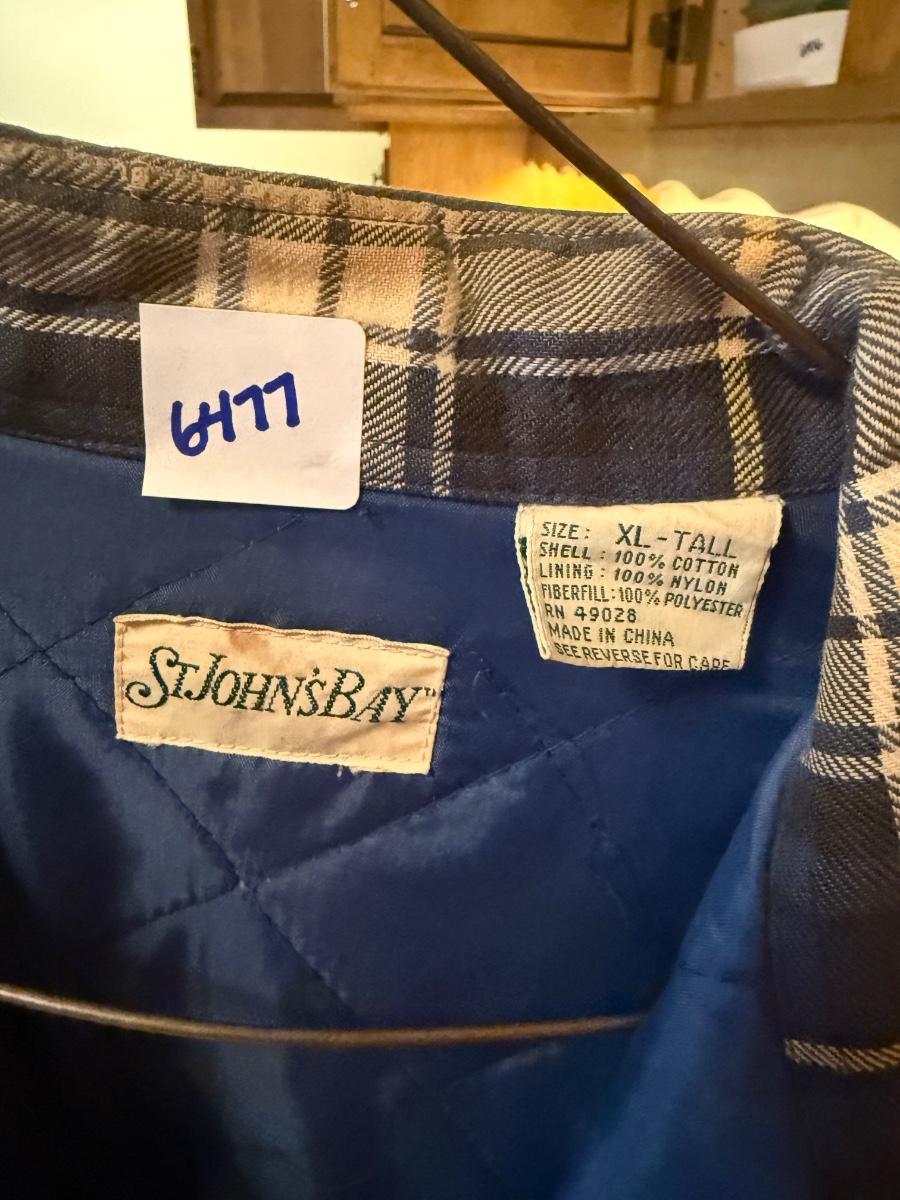 6477
SIZE: XL-TALL
SHELL: 100% COTTON
LINING: 100% NYLON
FIBERFILL: 100% POLYESTER
RN 49028
MADE IN CHINA
SEE REVERSE FOR CARE
ST JOHN'S BAY™